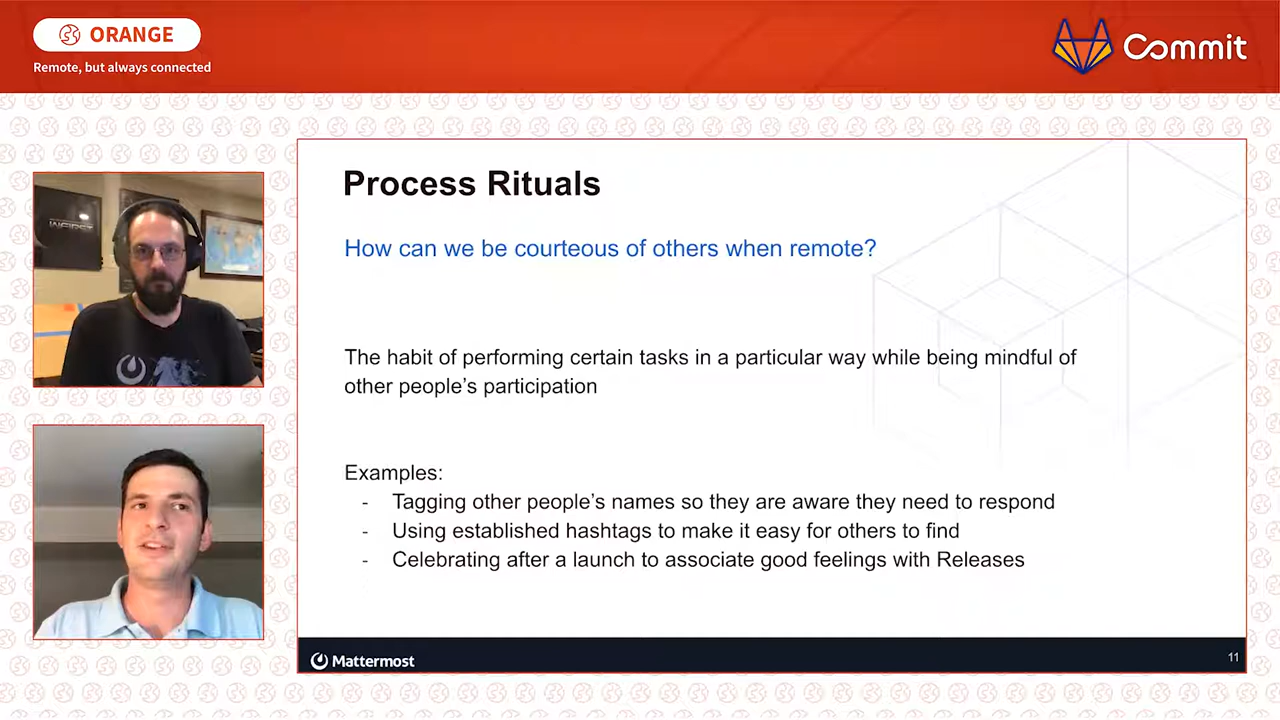 ORANGE
Remote, but always connected
Commit
Process Rituals
How can we be courteous of others when remote?
The habit of performing certain tasks in a particular way while being mindful of
other people’s participation
Examples:
- Tagging other people’s names so they are aware they need to respond
- Using established hashtags to make it easy for others to find
- Celebrating after a launch to associate good feelings with Releases
Mattermost
11